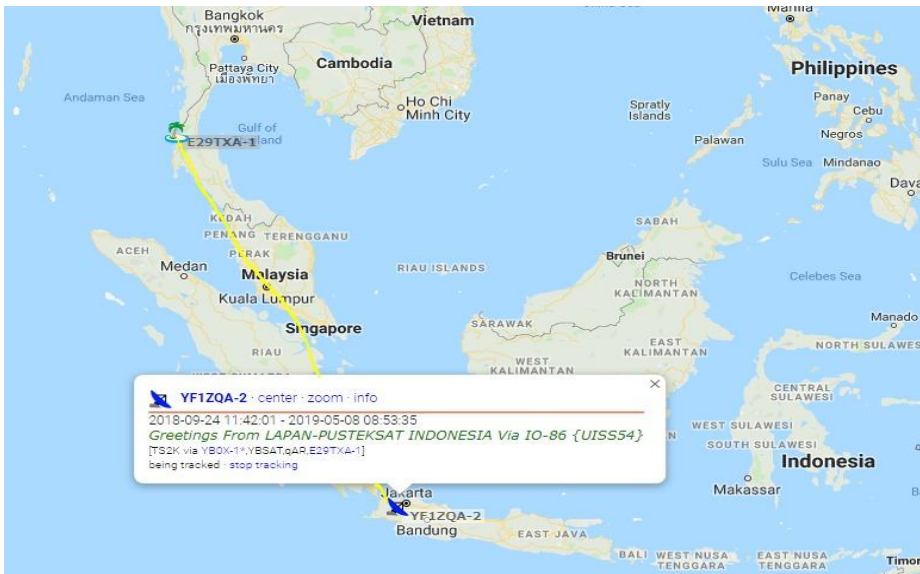 Bangkok
กรุงเทพมหานคร
Vietnam
Manila
Pattaya City
เมืองพัทยา
Cambodia
Philippines
Andaman Sea
Ho Chi
Minh City
Spratly
Islands
Panay
Cebu
Gulf of
E29TXA-1
land
Palawan
Negros
Sulu Sea
Mindanao
KEDAH
PENANG
TERENGGANU
SABAH
ACEH
PERAK
Medan
Malaysia
RIAU ISLANDS
Brunei
Celebes Sea
Kuala Lumpur
NORTH
KALIMANTAN
Manado
Singapore
SARAWAK
RIAU
EAST
KALIMANTAN
NORTH SULAWES
WEST
KALIMANTAN
YF1ZQA-2 · center · zoom · info
2018-09-24 11:42:01 - 2019-05-08 08:53:35
Greetings From LAPAN-PUSTEKSAT INDONESIA Via IO-86 {UISS54}
[TS2K via YB0X-1*,YBSAT,qAR,E29TXA-1]
being tracked · stop tracking
CENTRAL
SULAWESI
WEST SULAWESI
SOUTH SULAWESI
Indonesia
Makassar
Jakarta
YF1ZQA-2
Bandung
EAST JAVA
BALI
WEST NUSA
TENGGARA
EAST NUSA
TENGGARA
Timor